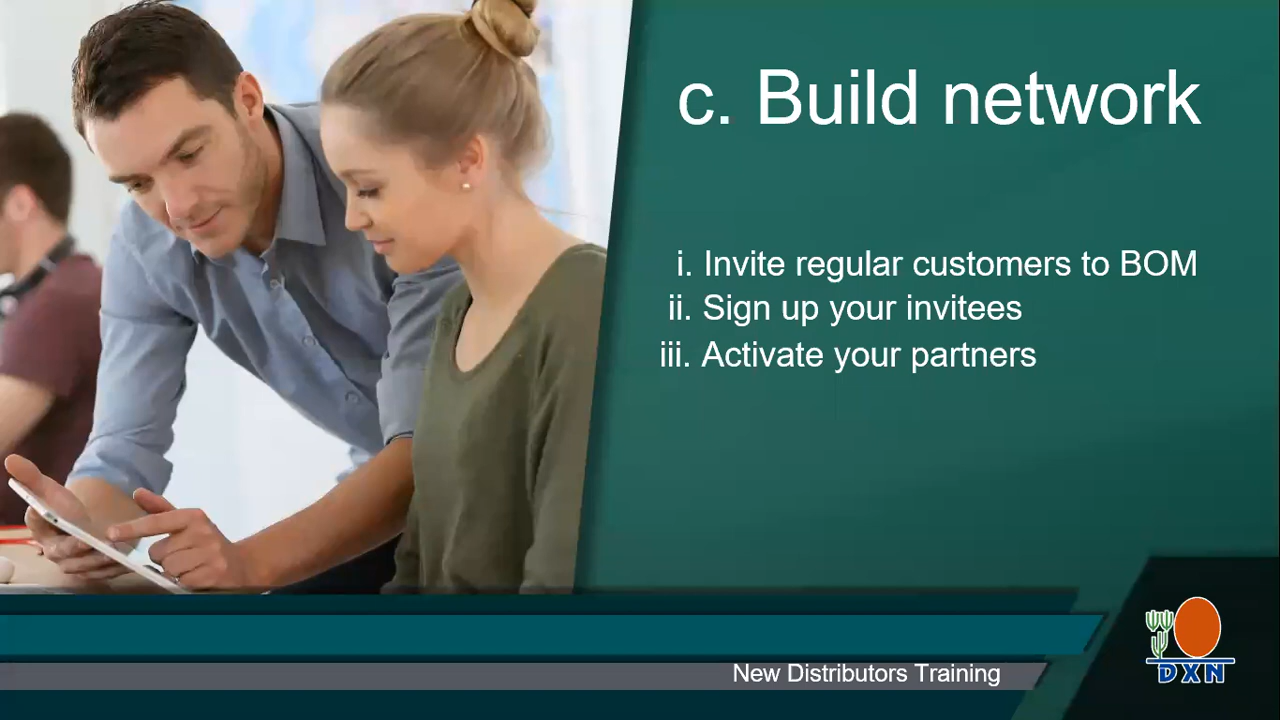 c. Build network
i. Invite regular customers to BOM
ii. Sign up your invitees
iii. Activate your partners
New Distributors Training
DXN